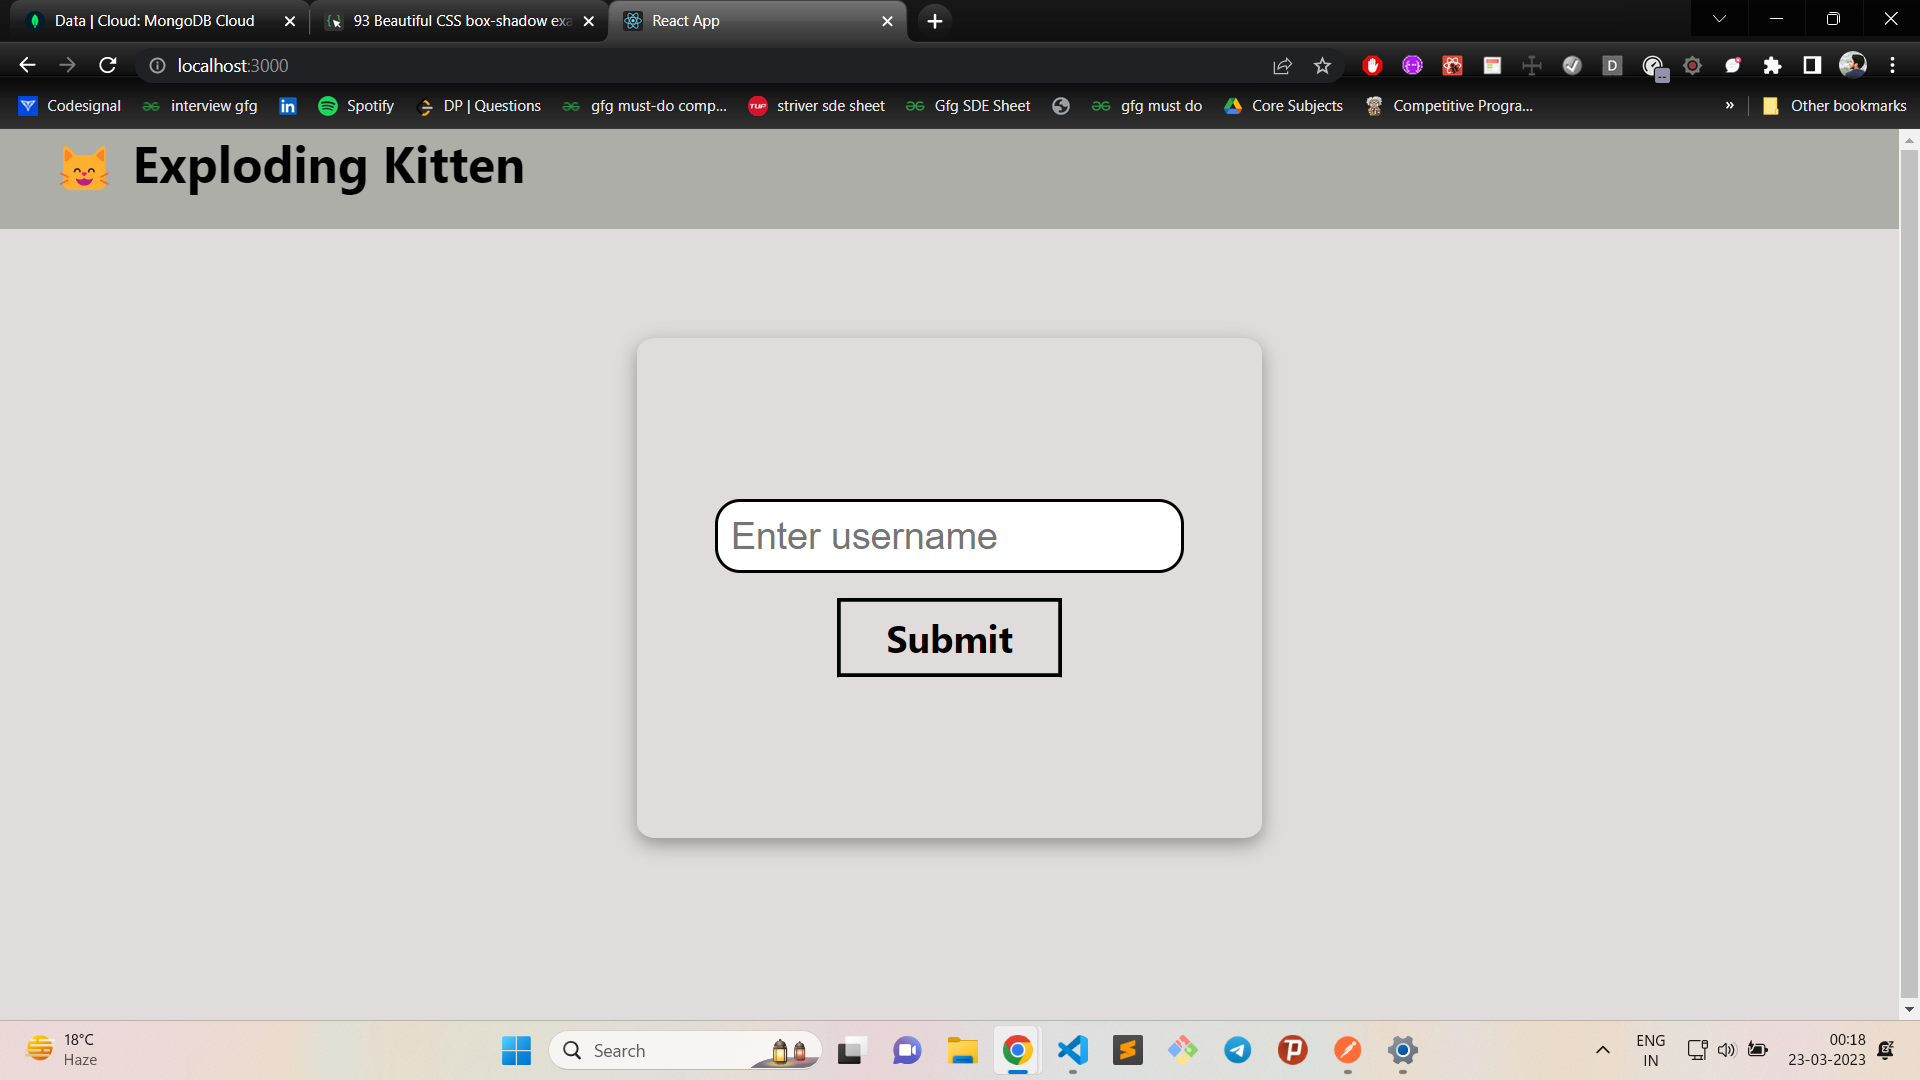 Data | Cloud: MongoDB Cloud
93 Beautiful CSS box-shadow exa
React App
localhost:3000
Codesignal
interview gfg
Spotify
DP | Questions
gfg must-do comp...
striver sde sheet
Gfg SDE Sheet
gfg must do
Core Subjects
Competitive Progra...
»
Other bookmarks
Exploding Kitten
Enter username
Submit
18°C
Haze
Search
ENG
IN
00:18
23-03-2023